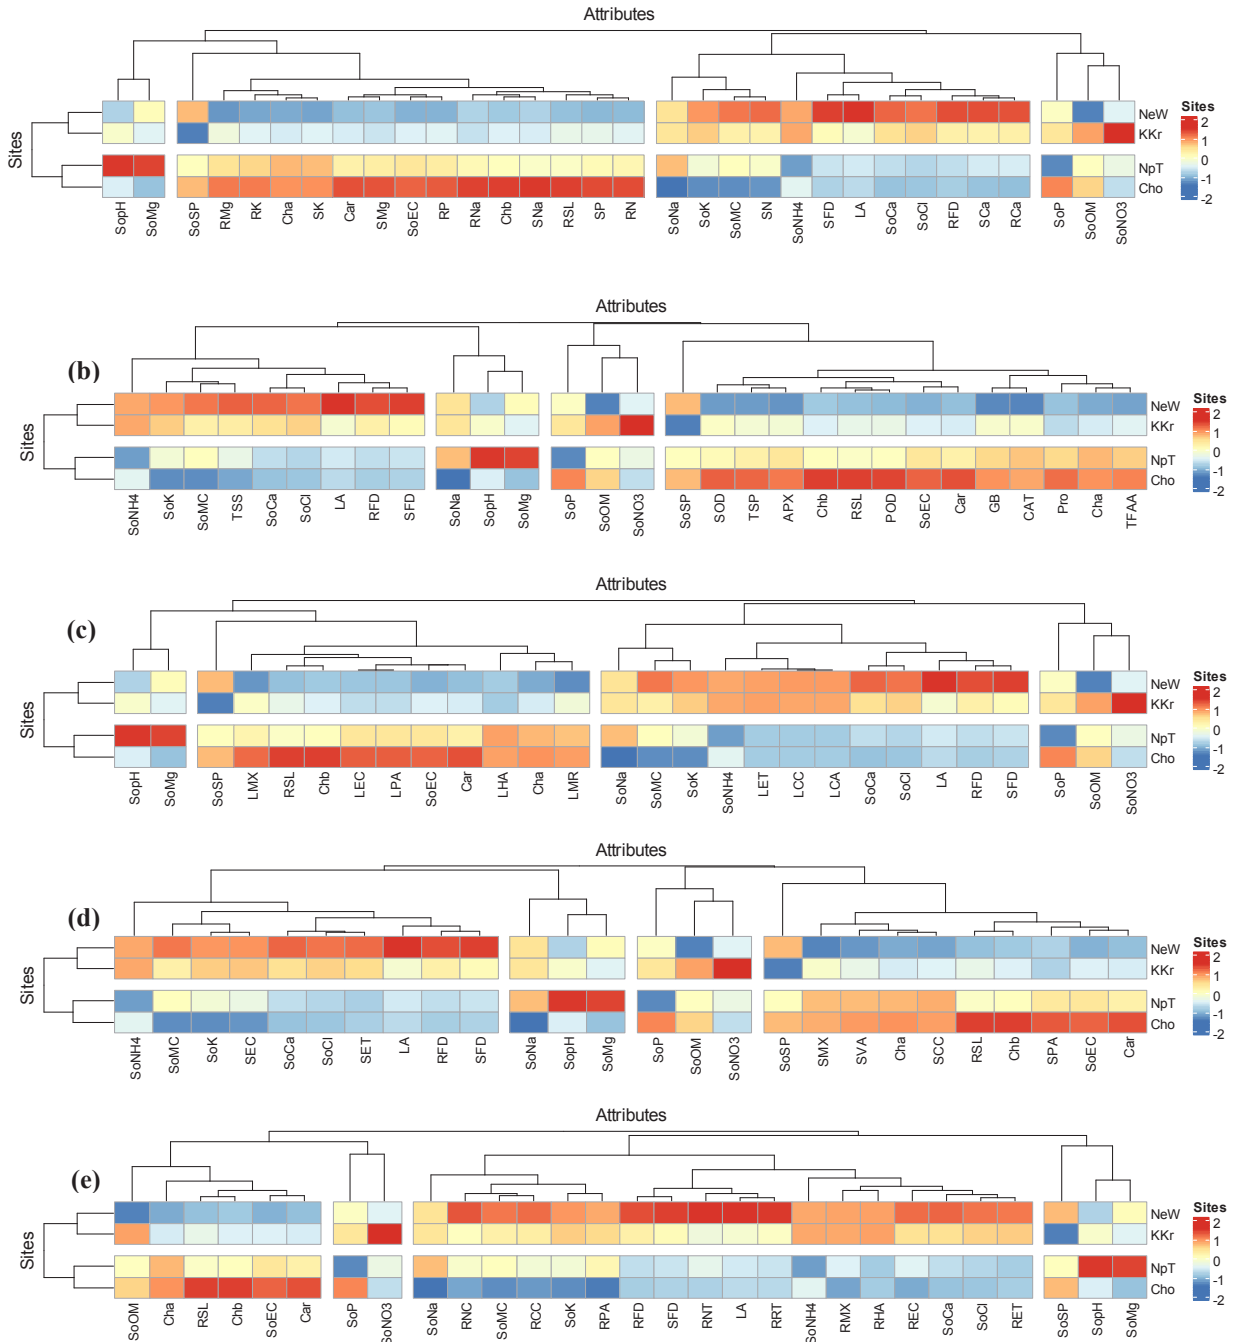 Attributes
Sites
NeW
KKr
NpT
Cho
SopH SoMg SoSP RMg RK Cha SK Car SMg SoEC RP RNa Chb SNa RSL SP RN SoNa SoK SoMC SN SoNH4 SFD LA SoCa SoCl RFD SCa RCa SoP SoOM SoNO3
Sites
2
1
0
-1
-2
Attributes
(b)
Sites
NeW
KKr
NpT
Cho
SoNH4 SoK SoMC TSS SoCa SoCl LA RFD SFD SoNa SopH SoMg SoP SoOM SoNO3 SoSP SOD TSP APX Chb RSL POD SoEC Car GB CAT Pro Cha TFAA
Sites
2
1
0
-1
-2
Attributes
(c)
Sites
NeW
KKr
NpT
Cho
SopH SoMg SoSP LMX RSL Chb LEC LPA SoEC Car LHA Cha LMR SoNa SoMC SoK SoNH4 LET LCC LCA SoCa SoCl LA RFD SFD SoP SoOM SoNO3
Sites
2
1
0
-1
-2
Attributes
(d)
Sites
NeW
KKr
NpT
Cho
SoNH4 SoMC SoK SEC SoCa SoCl SET LA RFD SFD SoNa SopH SoMg SoP SoOM SoNO3 SoSP SMX SVA Cha SCC RSL Chb SPA SoEC Car
Sites
2
1
0
-1
-2
Attributes
(e)
Sites
NeW
KKr
NpT
Cho
SoOM Cha RSL Chb SoEC Car SoP SoNO3 SoNa RNC SoMC RCC SoK RPA RFD SFD RNT LA RRT SoNH4 RMX RHA REC SoCa SoCl RET SoSP SopH SoMg
Sites
2
1
0
-1
-2